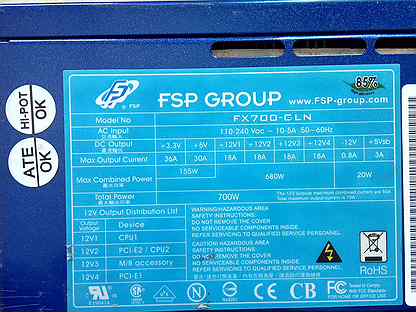 85%
FSP
FSP GROUP www.FSP-group.com
HI-POT
OK
ATE
OK
Model No FX700-GLN
AC Input 110-240 Vac ~ 10-5A 50-60Hz
DC Output +3.3V +5V +12V1 +12V2 +12V3 +12V4 -12V +5Vsb
Max Output Current 36A 30A 18A 18A 18A 18A 0.8A 3A
Max Combined Power 155W 680W 20W
Total Power 700W
12V Output Distribution List
Output Voltage Device
12V1 CPU1
12V2 PCI-E2 / CPU2
12V3 M/B accessory
12V4 PCI-E1
WARNING/HAZARDOUS AREA
SAFETY INSTRUCTIONS:
DO NOT REMOVE THE COVER
NO SERVICEABLE COMPONENTS INSIDE
REFER SERVICING TO QUALIFIED SERVICE PERSONNEL.
CAUTION! HAZARDOUS AREA
SAFETY INSTRUCTIONS:
DO NOT REMOVE THE COVER
NO SERVICEABLE COMPONENTS INSIDE
REFER SERVICING TO QUALIFIED SERVICE PERSONNEL.
RoHS
N
CE
CB
FC
FOR HOME OR OFFICE USE